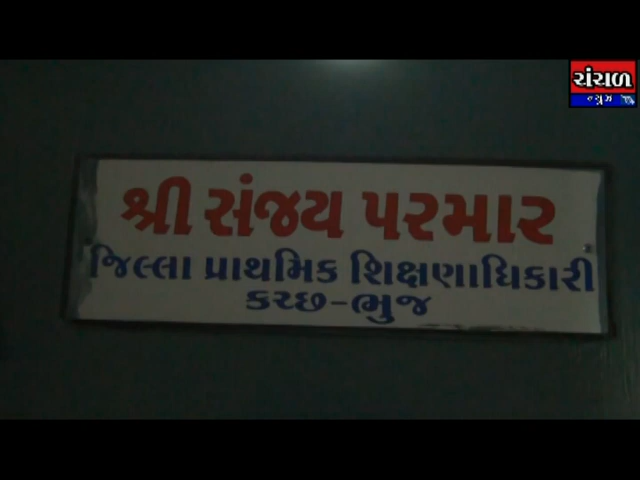 ચંચળ
ન્યુઝ
શ્રી સંજય પરમાર
જિલ્લા પ્રાથમિક શિક્ષણાધિકારી
કચ્છ-ભુજ